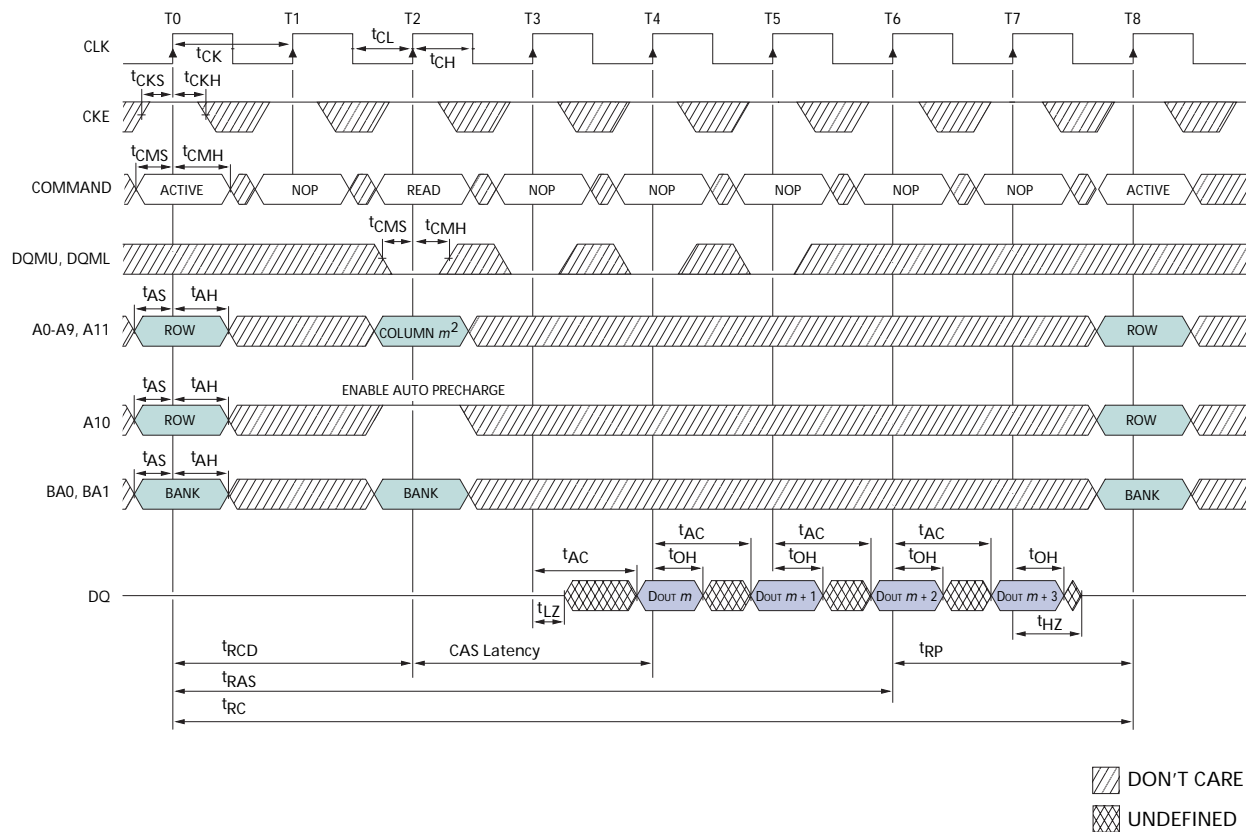 T0 T1 T2 T3 T4 T5 T6 T7 T8
CLK
tCK tCL tCH
tCKS tCKH
CKE
tCMS tCMH
COMMAND ACTIVE NOP READ NOP NOP NOP NOP NOP ACTIVE
tCMS tCMH
DQMU, DQML
tAS tAH
A0-A9, A11 ROW COLUMN m2 ROW
tAS tAH ENABLE AUTO PRECHARGE
A10 ROW ROW
tAS tAH
BA0, BA1 BANK BANK BANK
tAC tAC tAC tAC
tOH tOH tOH tOH
DQ DOUT m DOUT m + 1 DOUT m + 2 DOUT m + 3
tLZ tHZ
tRCD CAS Latency tRP
tRAS
tRC
DON'T CARE
UNDEFINED